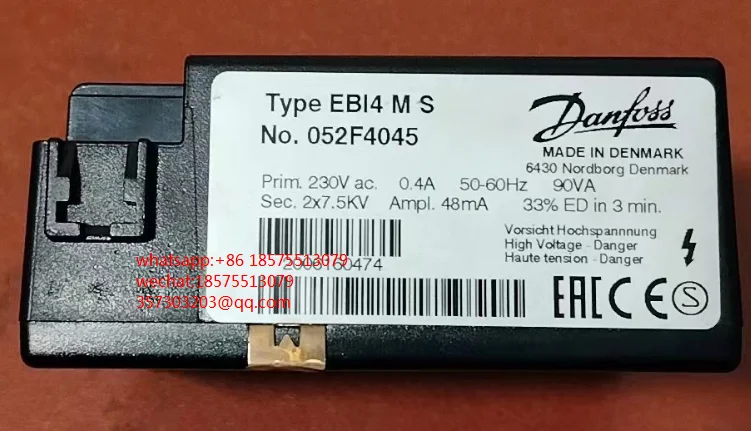 Type EBI4 M S
No. 052F4045
Danfoss
MADE IN DENMARK
6430 Nordborg Denmark
Prim. 230V ac. 0.4A 50-60Hz 90VA
Sec. 2x7.5KV Ampl. 48mA 33% ED in 3 min.
Vorsicht Hochspannnung
High Voltage - Danger
Haute tension - Danger
whatsapp:+86 18575513079
wechat:18575513079
357303203@qq.com
2000160474
EAC CE S